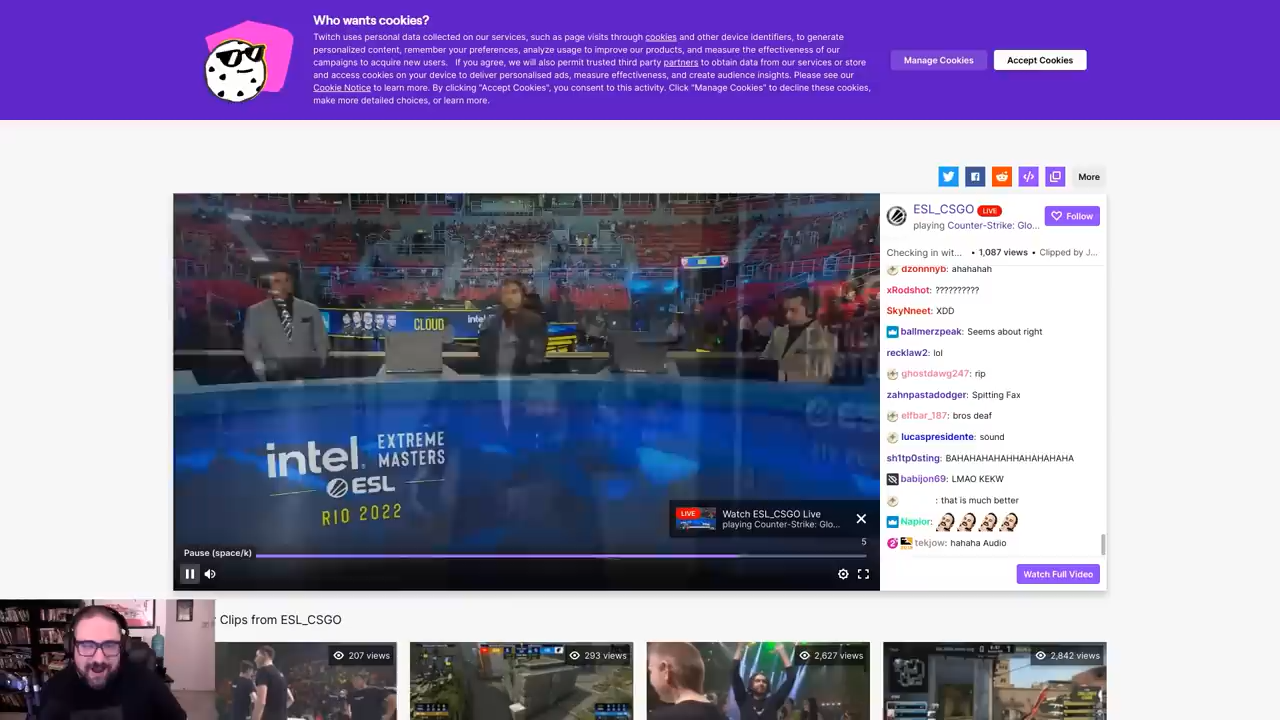 Who wants cookies?
Twitch uses personal data collected on our services, such as page visits through cookies and other device identifiers, to generate
personalized content, remember your preferences, analyze usage to improve our products, and measure the effectiveness of our
campaigns to acquire new users. If you agree, we will also permit trusted third party partners to obtain data from our services or store
and access cookies on your device to deliver personalised ads, measure effectiveness, and create audience insights. Please see our
Cookie Notice to learn more. By clicking "Accept Cookies", you consent to this activity. Click "Manage Cookies" to decline these cookies,
make more detailed choices, or learn more.
Manage Cookies
Accept Cookies
More
ESL_CSGO LIVE
playing Counter-Strike: Glo...
Follow
Checking in wit... • 1,087 views • Clipped by J...
dzonnnyb: ahahahah
xRodshot: ??????????
SkyNneet: XDD
ballmerzpeak: Seems about right
recklaw2: lol
ghostdawg247: rip
zahnpastadodger: Spitting Fax
elfbar_187: bros deaf
lucaspresidente: sound
sh1tp0sting: BAHAHAHAHAHHAHAHAHAHA
babijon69: LMAO KEKW
: that is much better
Napior:
tekjow: hahaha Audio
Watch Full Video
CLOUD
intel
intel EXTREME
MASTERS
ESL
RIO 2022
LIVE
Watch ESL_CSGO Live
playing Counter-Strike: Glo...
5
Pause (space/k)
Clips from ESL_CSGO
207 views
293 views
2,627 views
2,842 views